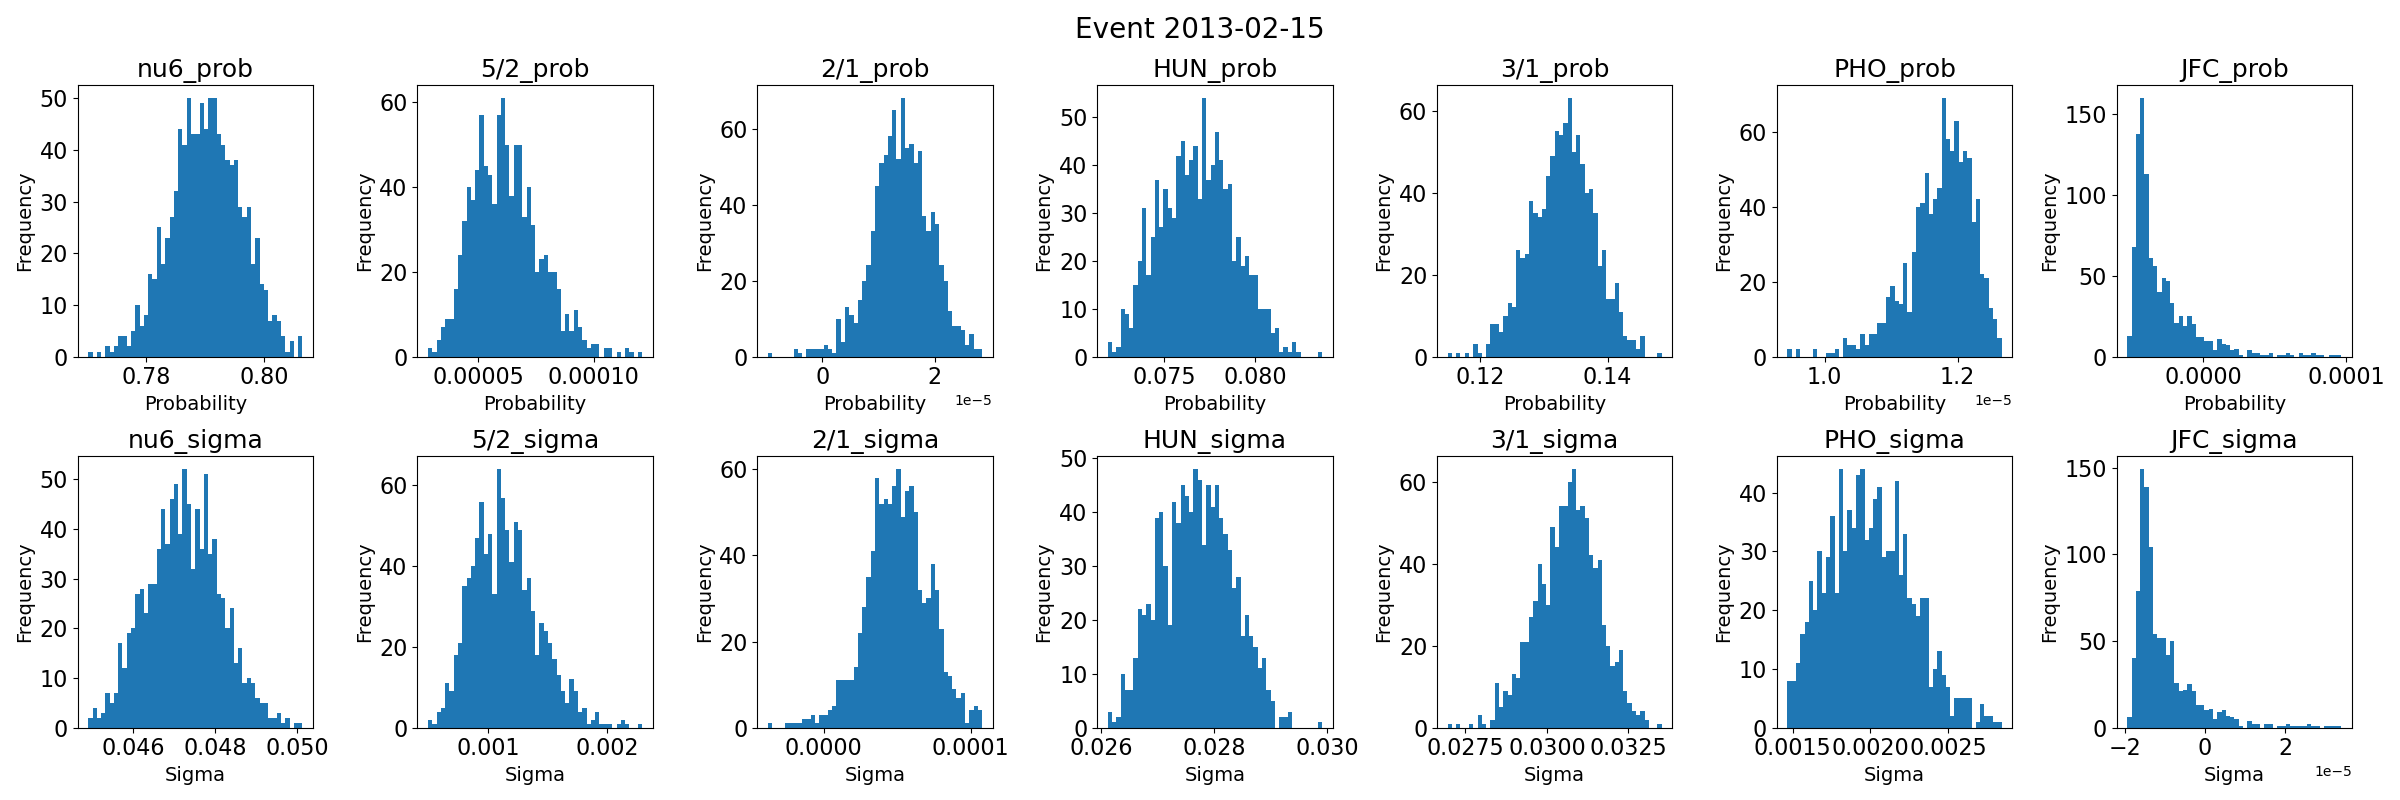 Event 2013-02-15
nu6_prob 5/2_prob 2/1_prob HUN_prob 3/1_prob PHO_prob JFC_prob
Frequency 0 10 20 30 40 50
0.78 0.80
Probability
Frequency 0 20 40 60
0.00005 0.00010
Probability
Frequency 0 20 40 60
0 2
Probability 1e−5
Frequency 0 10 20 30 40 50
0.075 0.080
Probability
Frequency 0 20 40 60
0.12 0.14
Probability
Frequency 0 20 40 60
1.0 1.2
Probability 1e−5
Frequency 0 50 100 150
0.0000 0.0001
Probability
nu6_sigma 5/2_sigma 2/1_sigma HUN_sigma 3/1_sigma PHO_sigma JFC_sigma
Frequency 0 10 20 30 40 50
0.046 0.048 0.050
Sigma
Frequency 0 20 40 60
0.001 0.002
Sigma
Frequency 0 20 40 60
0.0000 0.0001
Sigma
Frequency 0 10 20 30 40 50
0.026 0.028 0.030
Sigma
Frequency 0 20 40 60
0.0275 0.0300 0.0325
Sigma
Frequency 0 10 20 30 40
0.0015 0.0020 0.0025
Sigma
Frequency 0 50 100 150
−2 0 2
Sigma 1e−5